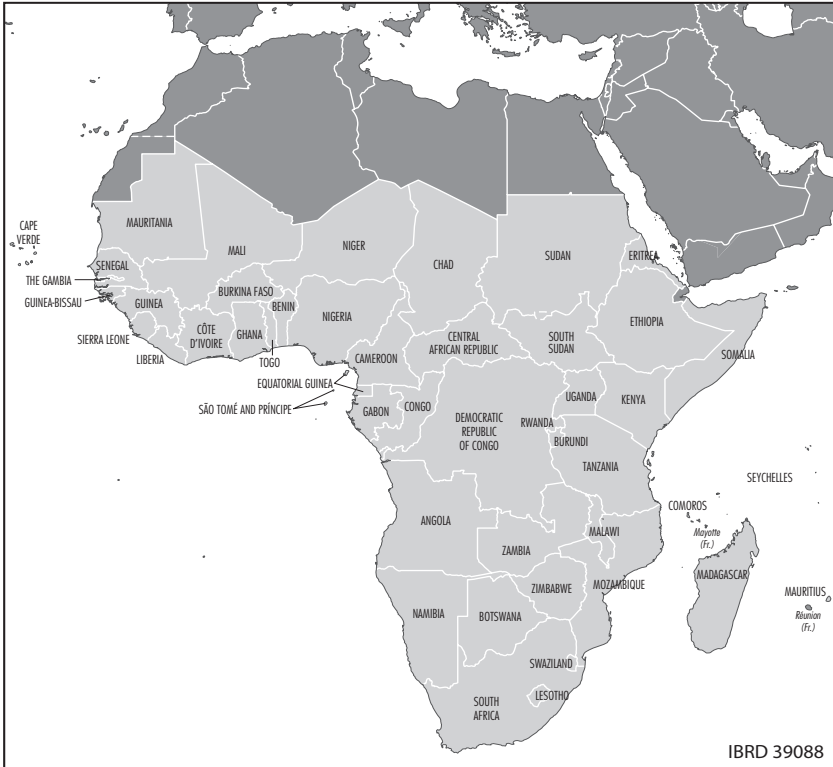 CAPE
VERDE
MAURITANIA
MALI
NIGER
CHAD
SUDAN
ERITREA
SENEGAL
THE GAMBIA
GUINEA-BISSAU
GUINEA
BURKINA FASO
BENIN
NIGERIA
ETHIOPIA
SIERRA LEONE
LIBERIA
CÔTE
D'IVOIRE
GHANA
TOGO
CAMEROON
CENTRAL
AFRICAN REPUBLIC
SOUTH
SUDAN
SOMALIA
EQUATORIAL GUINEA
SÃO TOMÉ AND PRÍNCIPE
GABON
CONGO
DEMOCRATIC
REPUBLIC
OF CONGO
UGANDA
KENYA
RWANDA
BURUNDI
TANZANIA
SEYCHELLES
COMOROS
Mayotte
(Fr.)
ANGOLA
ZAMBIA
MALAWI
MOZAMBIQUE
MADAGASCAR
MAURITIUS
Réunion
(Fr.)
ZIMBABWE
NAMIBIA
BOTSWANA
SWAZILAND
LESOTHO
SOUTH
AFRICA
IBRD 39088